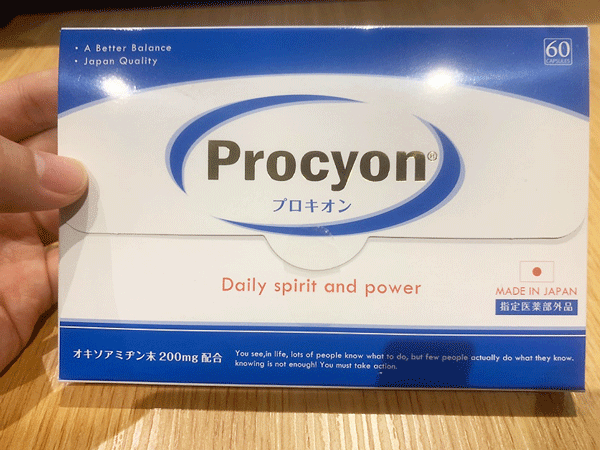 ・A Better Balance
・Japan Quality
60
CAPSULES
Procyon®
プロキオン
Daily spirit and power
MADE IN JAPAN
指定医薬部外品
オキソアミヂン末 200mg 配合
You see,in life, lots of people know what to do, but few people actually do what they know.
knowing is not enough! You must take action.